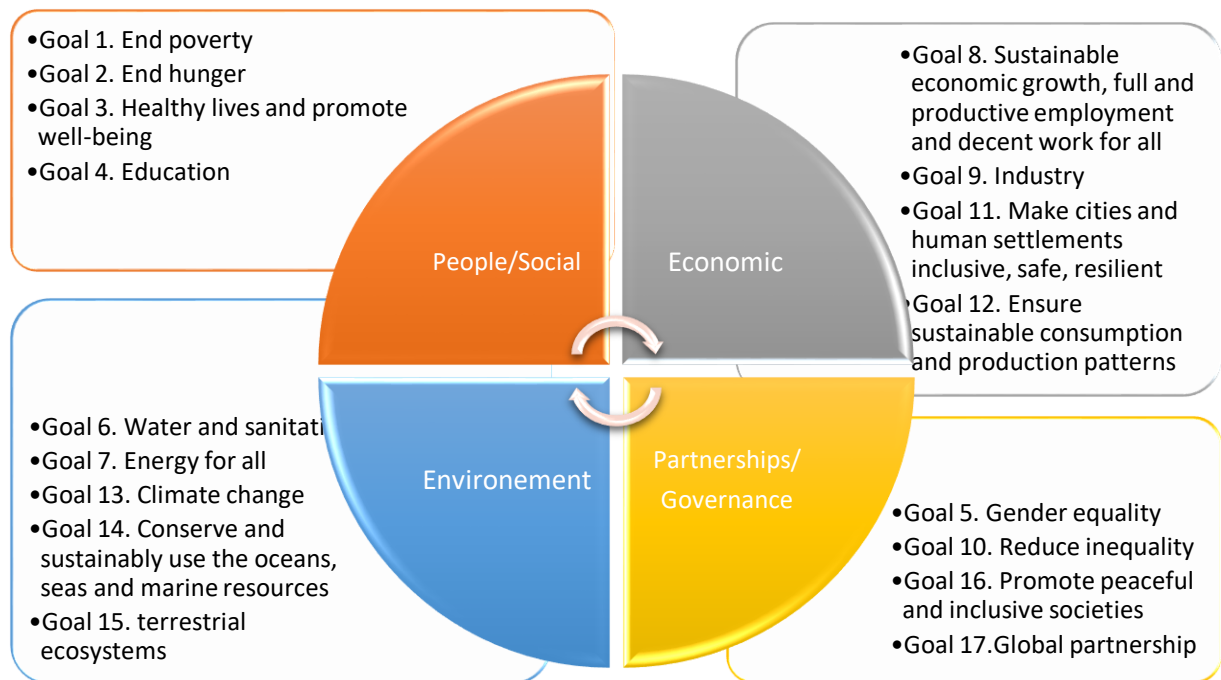 •Goal 1. End poverty
•Goal 2. End hunger
•Goal 3. Healthy lives and promote
well-being
•Goal 4. Education
People/Social
•Goal 8. Sustainable
economic growth, full and
productive employment
and decent work for all
•Goal 9. Industry
•Goal 11. Make cities and
human settlements
inclusive, safe, resilient
•Goal 12. Ensure
sustainable consumption
and production patterns
Economic
•Goal 6. Water and sanitati
•Goal 7. Energy for all
•Goal 13. Climate change
•Goal 14. Conserve and
sustainably use the oceans,
seas and marine resources
•Goal 15. terrestrial
ecosystems
Environement
Partnerships/
Governance
•Goal 5. Gender equality
•Goal 10. Reduce inequality
•Goal 16. Promote peaceful
and inclusive societies
•Goal 17.Global partnership